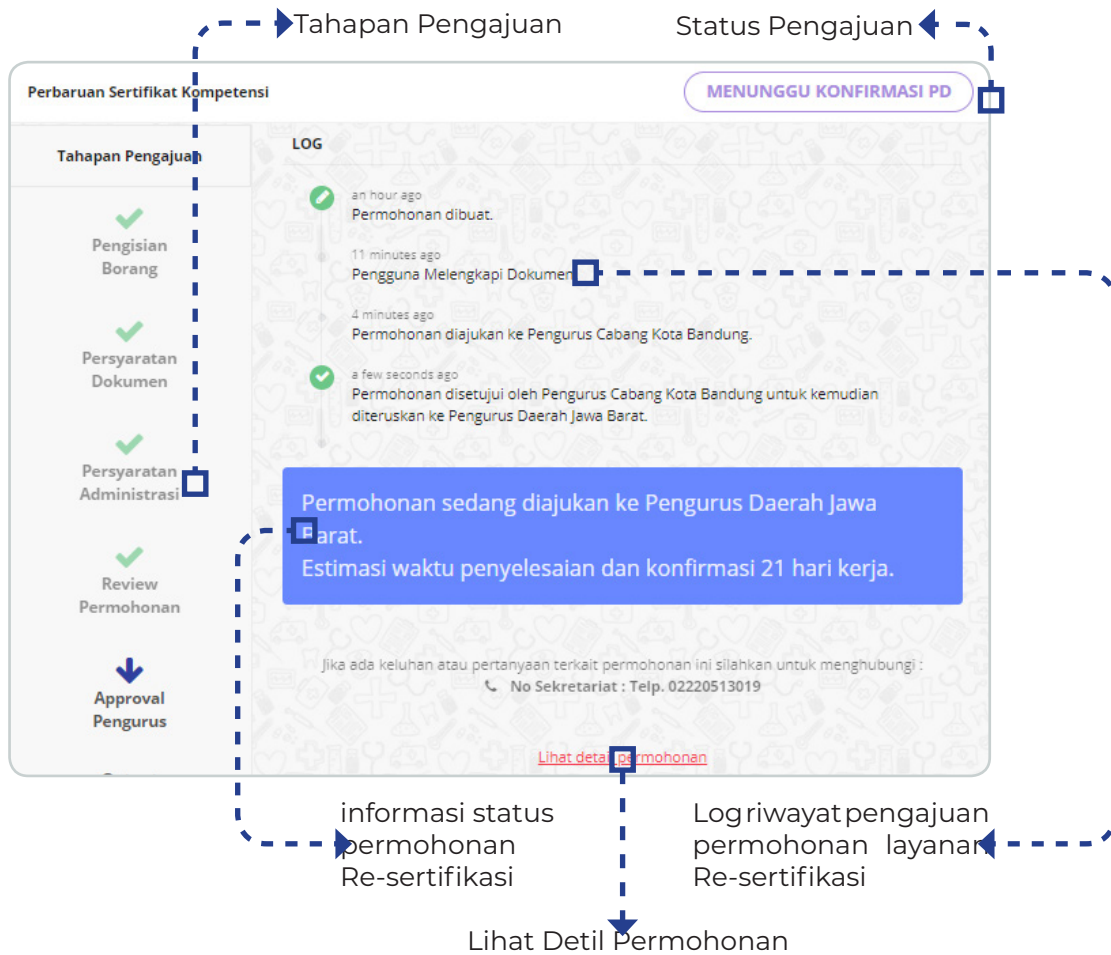 Tahapan Pengajuan
Status Pengajuan
Perbaruan Sertifikat Kompetensi
MENUNGGU KONFIRMASI PD
Tahapan Pengajuan
Pengisian
Borang
Persyaratan
Dokumen
Persyaratan
Administrasi
Review
Permohonan
Approval
Pengurus
LOG
an hour ago
Permohonan dibuat.
11 minutes ago
Pengguna Melengkapi Dokumen
4 minutes ago
Permohonan diajukan ke Pengurus Cabang Kota Bandung.
a few seconds ago
Permohonan disetujui oleh Pengurus Cabang Kota Bandung untuk kemudian
diteruskan ke Pengurus Daerah Jawa Barat.
Permohonan sedang diajukan ke Pengurus Daerah Jawa
Barat.
Estimasi waktu penyelesaian dan konfirmasi 21 hari kerja.
Jika ada keluhan atau pertanyaan terkait permohonan ini silahkan untuk menghubungi :
No Sekretariat : Telp. 02220513019
Lihat detail permohonan
informasi status
permohonan
Re-sertifikasi
Log riwayat pengajuan
permohonan layanan
Re-sertifikasi
Lihat Detil Permohonan